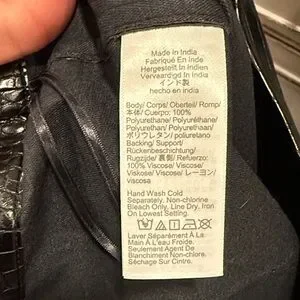 Made in India
Fabriqué En Inde
Hergestellt In Indien
Vervaardigd In India
インド製
hecho en india
Body/ Corps/ Oberteil/ Romp/
本体/ Cuerpo: 100%
Polyurethane/ Polyuréthane/
Polyurethan/ Polyurethaan/
ポリウレタン/ poliuretano
Backing/ Support/
Rückenbeschichtung/
Rugzijde/ 裏側/ Refuerzo:
100% Viscose/ Viscose/
Viskose/ Viscose/ レーヨン/
Viscosa
Hand Wash Cold
Separately. Non-chlorine
Bleach Only. Line Dry, Iron
On Lowest Setting.
Laver Séparément À La
Main À L'eau Froide.
Seulement Agent De
Blanchiment Non-chlore.
Séchage Sur Cintre.